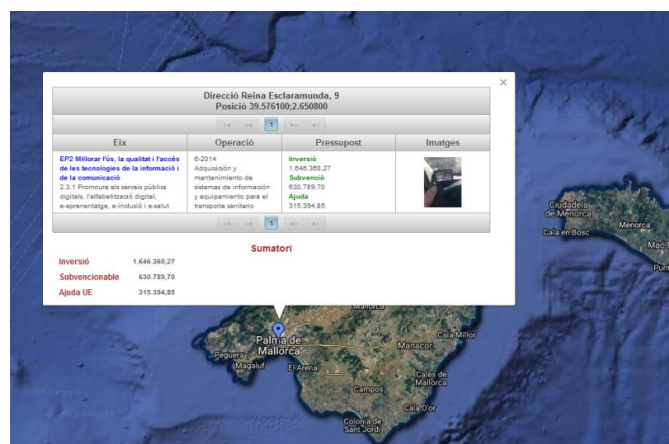 Direcció Reina Esclaramunda, 9
Posició 39.576100;2.650800
1
Eix Operació Pressupost Imatges
EP2 Millorar l'ús, la qualitat i l'accés
de les tecnologies de la informació i
de la comunicació
2.3.1 Promoure els serveis públics
digitals, l'alfabetització digital,
e-aprenentatge, e-inclusió i e-salut
6-2014
Adquisición y
mantenimiento de
sistemas de información
y equipamiento para el
transporte sanitario
Inversió
1.646.360,27
Subvenció
630.789,70
Ajuda
315.394,85
1
Sumatori
Inversió 1.646.360,27
Subvencionable 630.789,70
Ajuda UE 315.394,85
Ciudadela
de Menorca
Menorca
Cala en Bosc
Mallorca
Palma de
Mallorca
Cala Millor
Manacor
Peguera
Magaluf
El Arenal
Cales de
Mallorca
Campos
Cala D'or
Colonia de
Sant Jordi